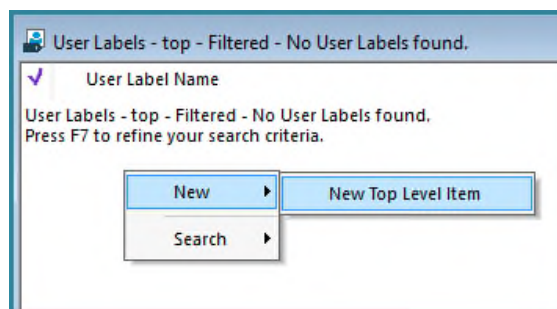 User Labels - top - Filtered - No User Labels found.
User Label Name
User Labels - top - Filtered - No User Labels found.
Press F7 to refine your search criteria.
New New Top Level Item
Search